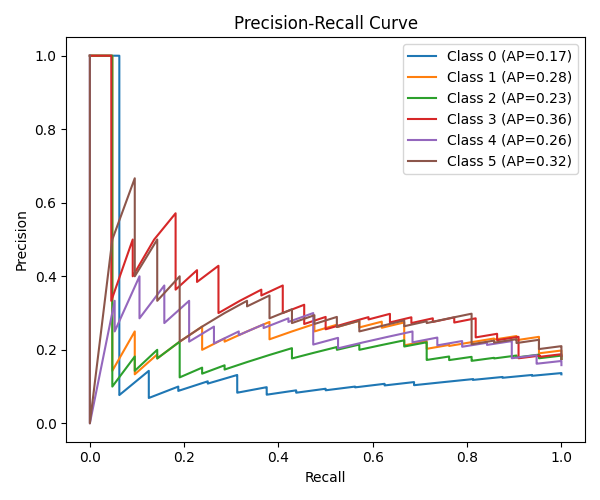 Precision-Recall Curve
Precision
1.0
0.8
0.6
0.4
0.2
0.0
Class 0 (AP=0.17)
Class 1 (AP=0.28)
Class 2 (AP=0.23)
Class 3 (AP=0.36)
Class 4 (AP=0.26)
Class 5 (AP=0.32)
0.0 0.2 0.4 0.6 0.8 1.0
Recall